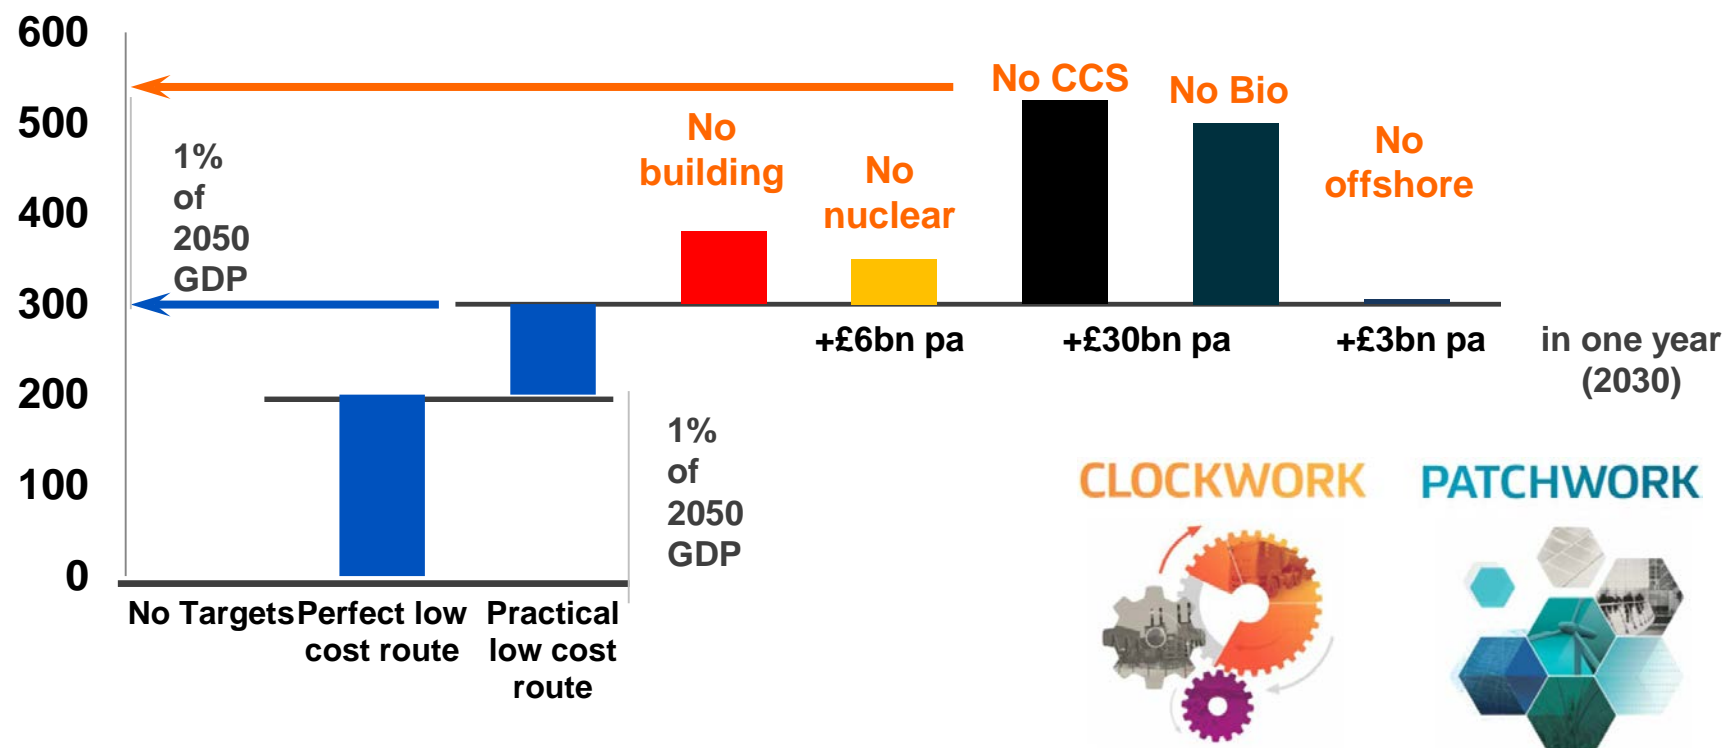 600
500
400
300
200
100
0
1%
of
2050
GDP
No
building
No
nuclear
No CCS
No Bio
No
offshore
+£6bn pa
+£30bn pa
+£3bn pa
in one year
(2030)
1%
of
2050
GDP
No Targets
Perfect low
cost route
Practical
low cost
route
CLOCKWORK
PATCHWORK